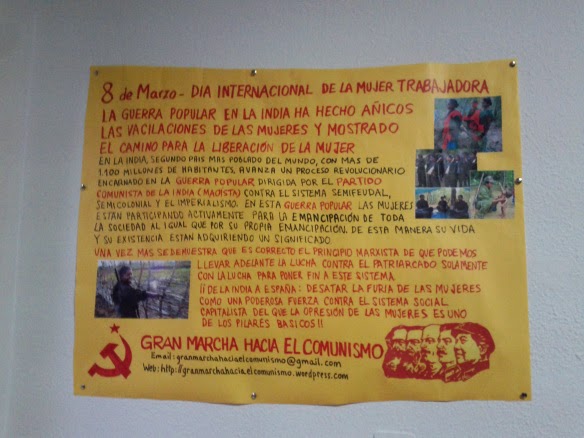 8 de Marzo - DIA INTERNACIONAL DE LA MUJER TRABAJADORA
LA GUERRA POPULAR EN LA INDIA HA HECHO AÑICOS
LAS VACILACIONES DE LAS MUJERES Y MOSTRADO
EL CAMINO PARA LA LIBERACIÓN DE LA MUJER
EN LA INDIA, SEGUNDO PAIS MAS POBLADO DEL MUNDO, CON MAS DE
1.100 MILLONES DE HABITANTES, AVANZA UN PROCESO REVOLUCIONARIO
ENCARNADO EN LA GUERRA POPULAR DIRIGIDA POR EL PARTIDO
COMUNISTA DE LA INDIA (MAOÍSTA) CONTRA EL SISTEMA SEMIFEUDAL,
SEMICOLONIAL Y EL IMPERIALISMO. EN ESTA GUERRA POPULAR LAS MUJERES
ESTÁN PARTICIPANDO ACTIVAMENTE PARA LA EMANCIPACIÓN DE TODA
LA SOCIEDAD AL IGUAL QUE POR SU PROPIA EMANCIPACIÓN. DE ESTA MANERA SU VIDA
Y SU EXISTENCIA ESTAN ADQUIRIENDO UN SIGNIFICADO.
UNA VEZ MAS SE DEMUESTRA QUE ES CORRECTO EL PRINCIPIO MARXISTA DE QUE PODEMOS
LLEVAR ADELANTE LA LUCHA CONTRA EL PATRIARCADO SOLAMENTE
CON LA LUCHA PARA PONER FIN A ESTE SISTEMA
¡¡ DE LA INDIA A ESPAÑA: DESATAR LA FURIA DE LAS MUJERES
COMO UNA PODEROSA FUERZA CONTRA EL SISTEMA SOCIAL
CAPITALISTA DEL QUE LA OPRESIÓN DE LAS MUJERES ES UNO
DE LOS PILARES BASICOS!!
GRAN MARCHA HACIA EL COMUNISMO
Email: granmarchahaciaelcomunismo@gmail.com
Web: http://granmarchahaciaelcomunismo.wordpress.com